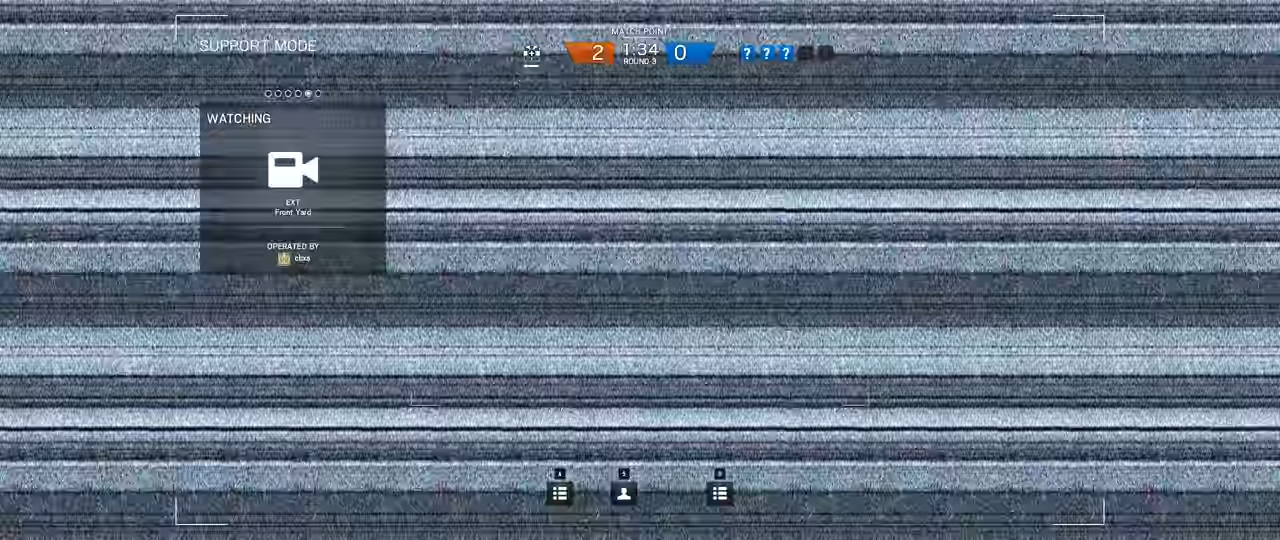 MATCH POINT
SUPPORT MODE
2 1:34 0 ? ? ?
ROUND 3
WATCHING
EXT
Front Yard
OPERATED BY